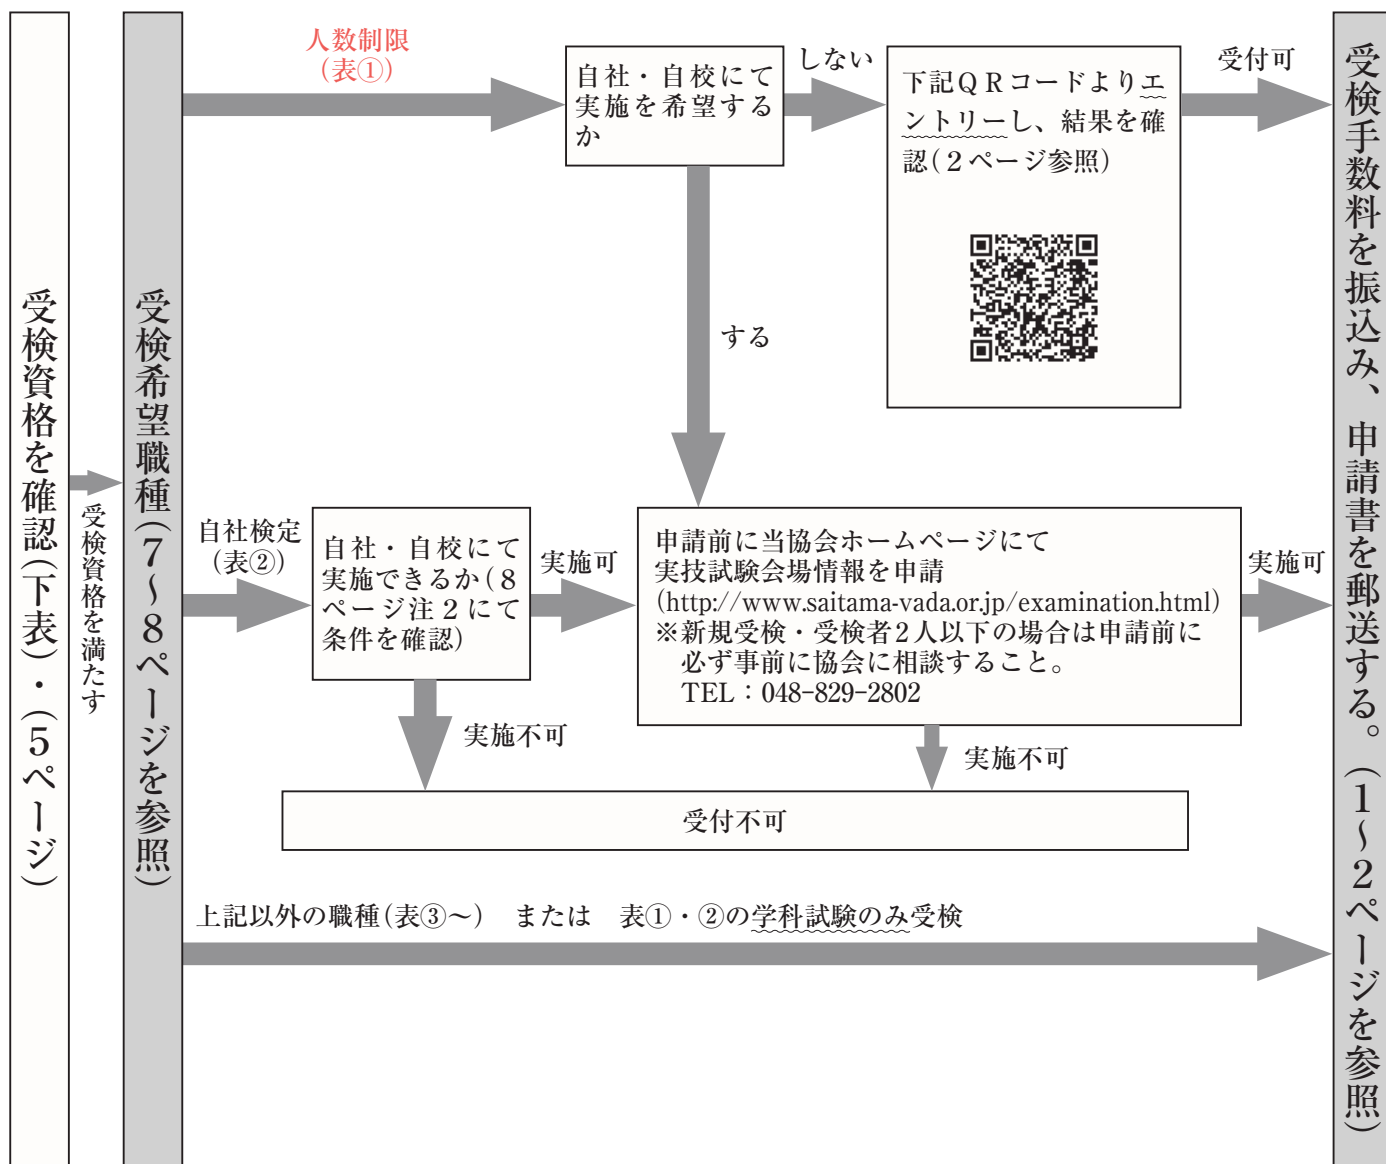 受検資格を確認（下表）・（５ページ）
受検資格を満たす
受検希望職種（７～８ページを参照）
人数制限
（表①）
自社・自校にて
実施を希望する
か
しない
下記ＱＲコードよりエ
ントリーし、結果を確
認（２ページ参照）
受付可
する
自社検定
（表②）
自社・自校にて
実施できるか（８
ページ注２にて
条件を確認）
実施可
申請前に当協会ホームページにて
実技試験会場情報を申請
（http://www.saitama-vada.or.jp/examination.html）
※新規受検・受検者２人以下の場合は申請前に
必ず事前に協会に相談すること。
TEL：048-829-2802
実施可
実施不可
実施不可
受付不可
上記以外の職種（表③～）　または　表①・②の学科試験のみ受検
受検手数料を振込み、申請書を郵送する。（１～２ページを参照）